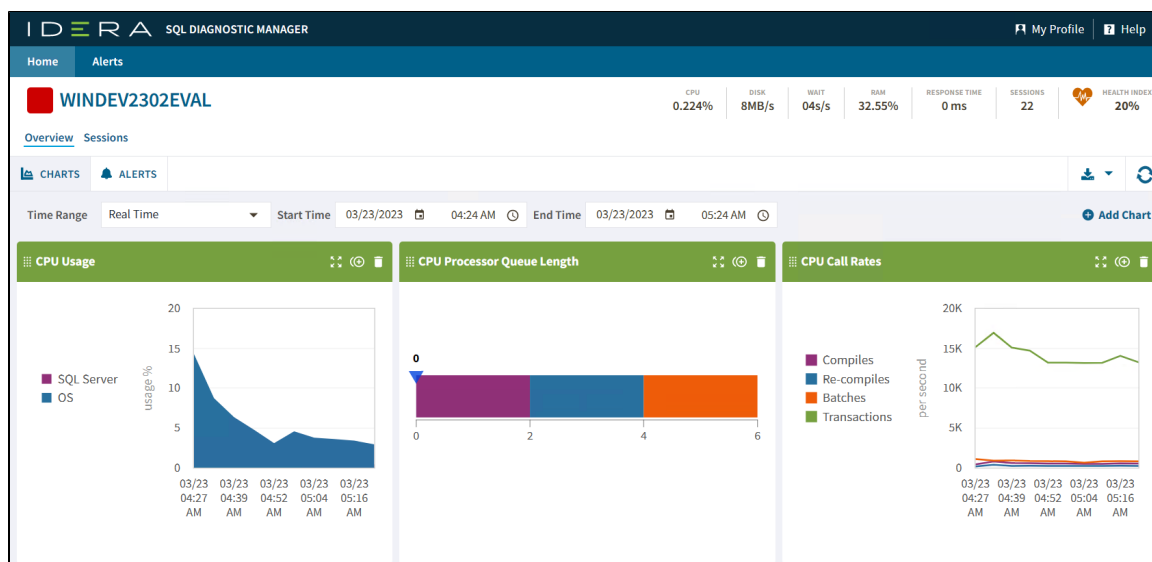 IDERA SQL DIAGNOSTIC MANAGER My Profile ? Help
Home Alerts
WINDEV2302EVAL
CPU DISK WAIT RAM RESPONSE TIME SESSIONS HEALTH INDEX
0.224% 8MB/s 04s/s 32.55% 0 ms 22 20%
Overview Sessions
CHARTS ALERTS
Time Range Real Time Start Time 03/23/2023 04:24 AM End Time 03/23/2023 05:24 AM Add Chart
CPU Usage
20
15
10
5
0
usage %
SQL Server
OS
03/23 03/23 03/23 03/23 03/23
04:27 04:39 04:52 05:04 05:16
AM AM AM AM AM
CPU Processor Queue Length
0
0 2 4 6
CPU Call Rates
20K
15K
10K
5K
0
per second
Compiles
Re-compiles
Batches
Transactions
03/23 03/23 03/23 03/23 03/23
04:27 04:39 04:52 05:04 05:16
AM AM AM AM AM